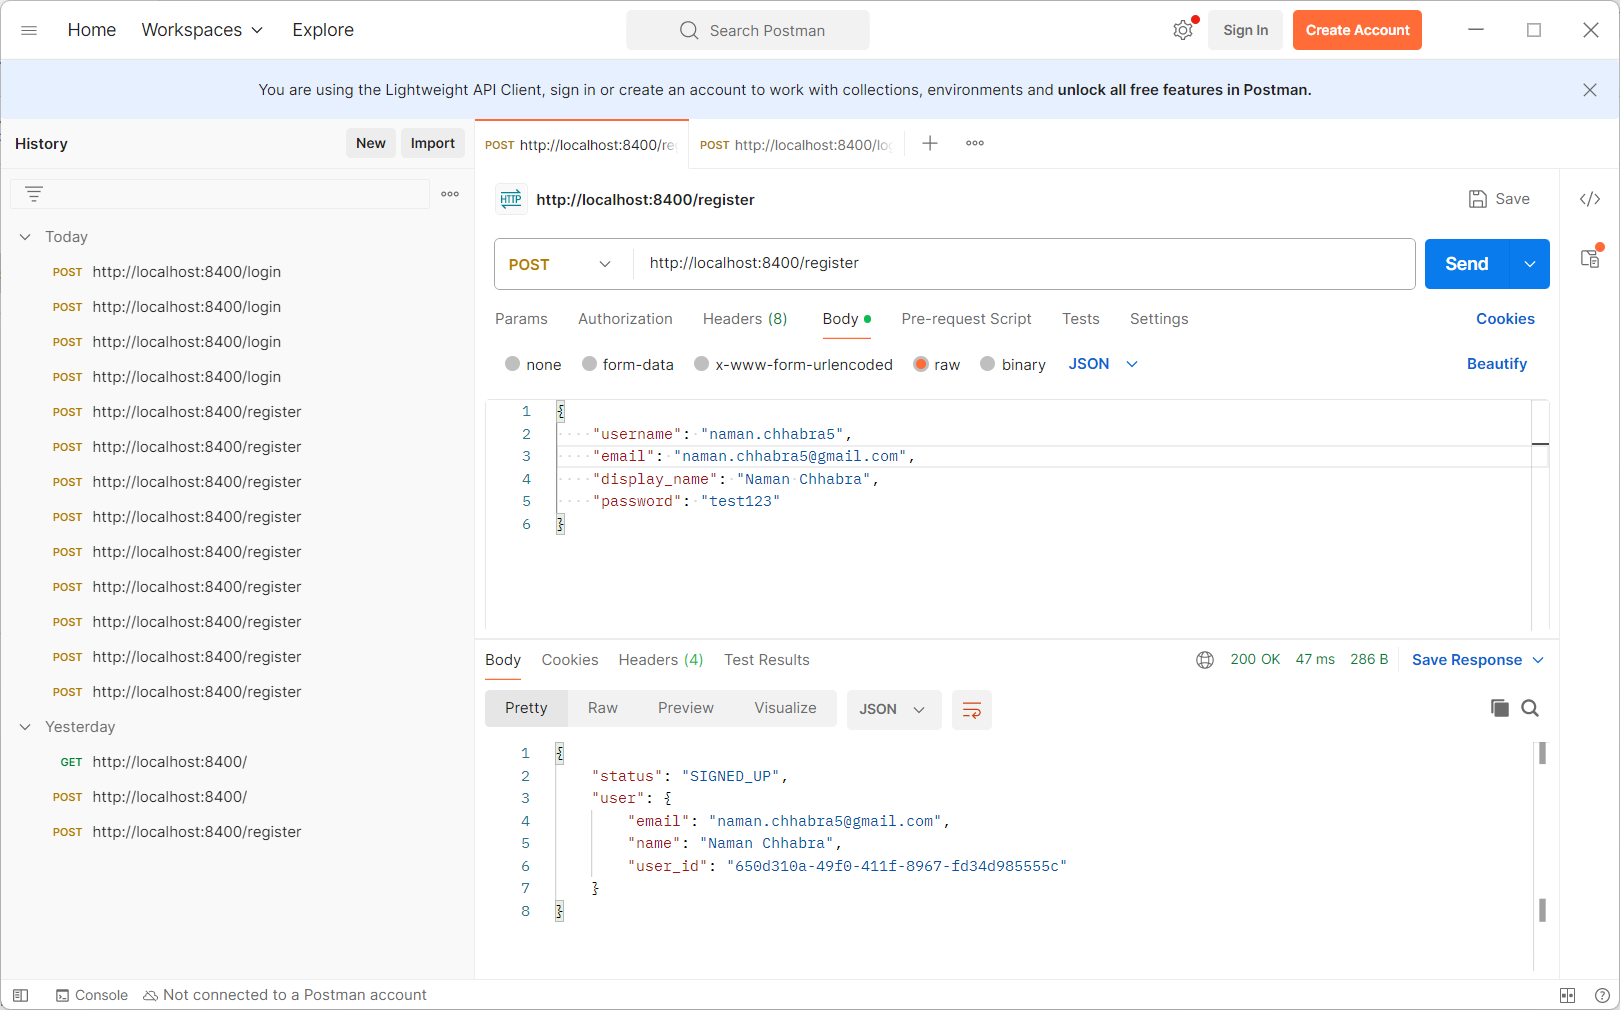 Home Workspaces Explore Search Postman Sign In Create Account
You are using the Lightweight API Client, sign in or create an account to work with collections, environments and unlock all free features in Postman.
History New Import
Today
POST http://localhost:8400/login
POST http://localhost:8400/login
POST http://localhost:8400/login
POST http://localhost:8400/login
POST http://localhost:8400/register
POST http://localhost:8400/register
POST http://localhost:8400/register
POST http://localhost:8400/register
POST http://localhost:8400/register
POST http://localhost:8400/register
POST http://localhost:8400/register
POST http://localhost:8400/register
POST http://localhost:8400/register
Yesterday
GET http://localhost:8400/
POST http://localhost:8400/
POST http://localhost:8400/register
POST http://localhost:8400/re POST http://localhost:8400/lo
HTTP http://localhost:8400/register Save
POST http://localhost:8400/register Send
Params Authorization Headers (8) Body Pre-request Script Tests Settings Cookies
none form-data x-www-form-urlencoded raw binary JSON Beautify
1 {
2 "username": "naman.chhabra5",
3 "email": "naman.chhabra5@gmail.com",
4 "display_name": "Naman Chhabra",
5 "password": "test123"
6 }
Body Cookies Headers (4) Test Results 200 OK 47 ms 286 B Save Response
Pretty Raw Preview Visualize JSON
1 {
2 "status": "SIGNED_UP",
3 "user": {
4 "email": "naman.chhabra5@gmail.com",
5 "name": "Naman Chhabra",
6 "user_id": "650d310a-49f0-411f-8967-fd34d985555c"
7 }
8 }
Console Not connected to a Postman account